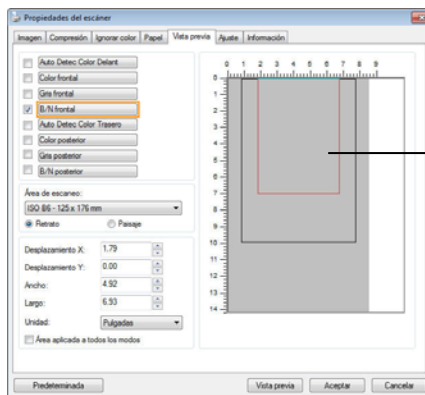 Propiedades del escáner
Imagen Compresión Ignorar color Papel Vista previa Ajuste Información
Auto Detec Color Delant
Color frontal
Gris frontal
B/N frontal
Auto Detec Color Trasero
Color posterior
Gris posterior
B/N posterior
Área de escaneo:
ISO B6 - 125 x 176 mm
Retrato Paisaje
Desplazamiento X: 1.79
Desplazamiento Y: 0.00
Ancho: 4.92
Largo: 6.93
Unidad: Pulgadas
Área aplicada a todos los modos
0 1 2 3 4 5 6 7 8 9
0
1
2
3
4
5
6
7
8
9
10
11
12
13
14
Predeterminada Vista previa Aceptar Cancelar